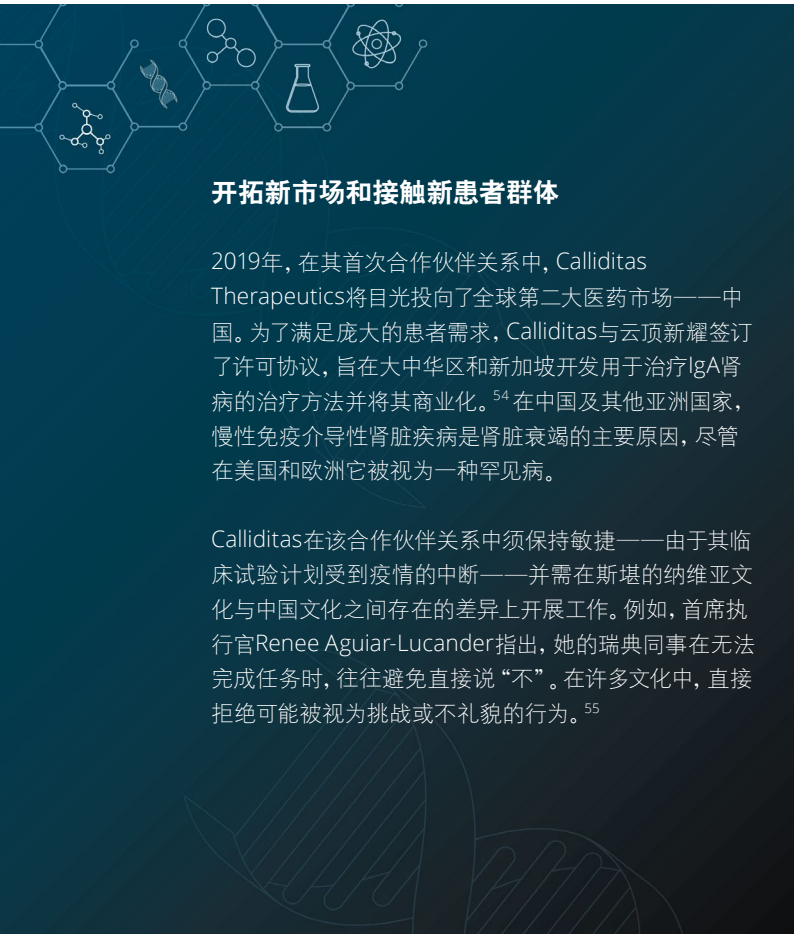 开拓新市场和接触新患者群体
2019年，在其首次合作伙伴关系中，Calliditas
Therapeutics将目光投向了全球第二大医药市场——中
国。为了满足庞大的患者需求，Calliditas与云顶新耀签订
了许可协议，旨在大中华区和新加坡开发用于治疗IgA肾
病的治疗方法并将其商业化。54 在中国及其他亚洲国家，
慢性免疫介导性肾脏疾病是肾脏衰竭的主要原因，尽管
在美国和欧洲它被视为一种罕见病。
Calliditas在该合作伙伴关系中须保持敏捷——由于其临
床试验计划受到疫情的中断——并需在斯堪的纳维亚文
化与中国文化之间存在的差异上开展工作。例如，首席执
行官Renee Aguiar-Lucander指出，她的瑞典同事在无法
完成任务时，往往避免直接说“不”。在许多文化中，直接
拒绝可能被视为挑战或不礼貌的行为。55